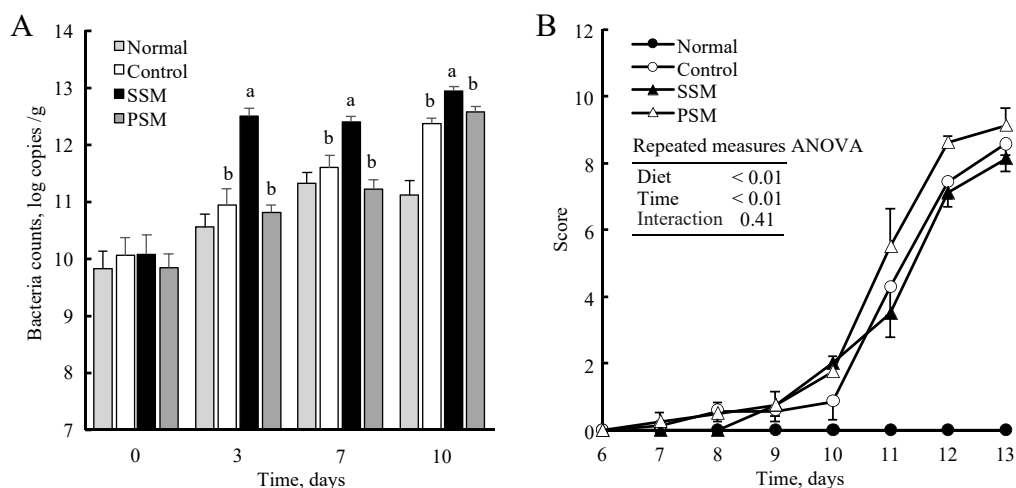 A
14
13
12
11
10
9
8
7
Bacteria counts, log copies /g
Normal
Control
SSM
PSM
b
a
b
b
a
b
b
a
b
0
3
7
10
Time, days
B
12
10
8
6
4
2
0
Score
Normal
Control
SSM
PSM
Repeated measures ANOVA
Diet < 0.01
Time < 0.01
Interaction 0.41
6 7 8 9 10 11 12 13
Time, days